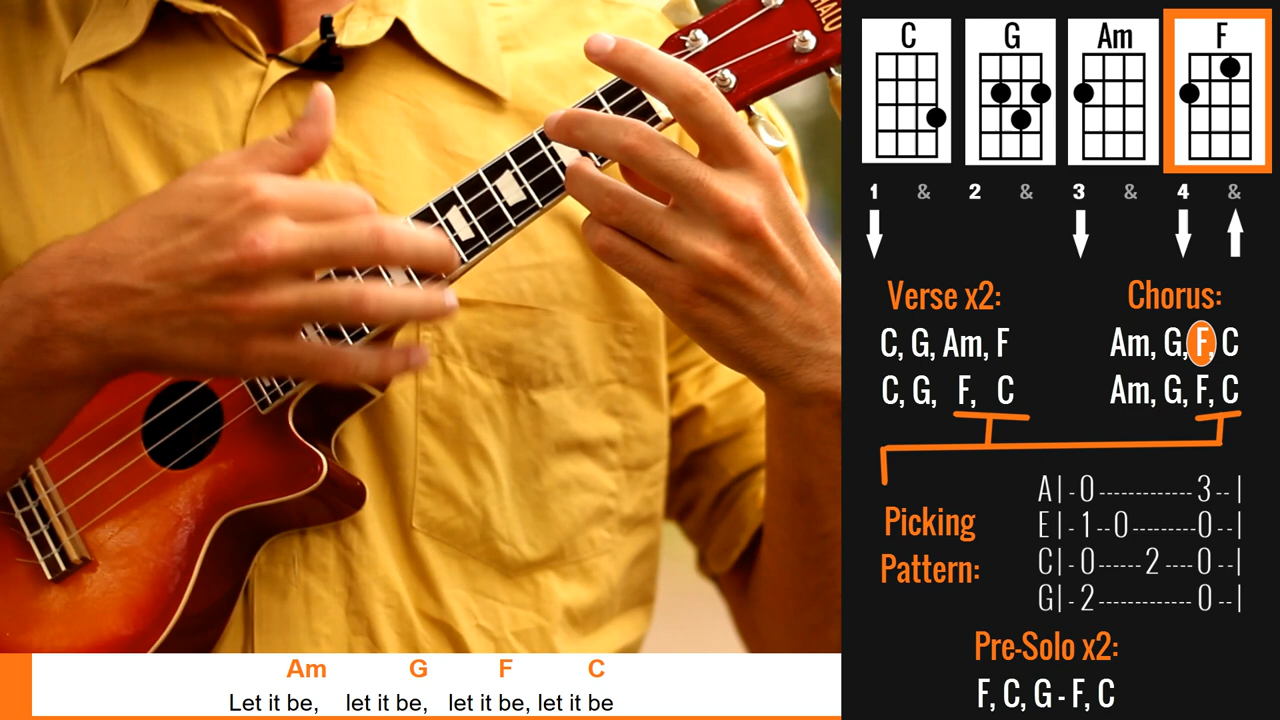 HALO
C G Am F
1 & 2 & 3 & 4 &
Verse x2:
C, G, Am, F
C, G, F, C
Chorus:
Am, G, F, C
Am, G, F, C
Picking
Pattern:
A|-0-------------3--|
E|-1--0---------0--|
C|-0------2----0--|
G|-2-------------0--|
Pre-Solo x2:
F, C, G - F, C
Am G F C
Let it be, let it be, let it be, let it be